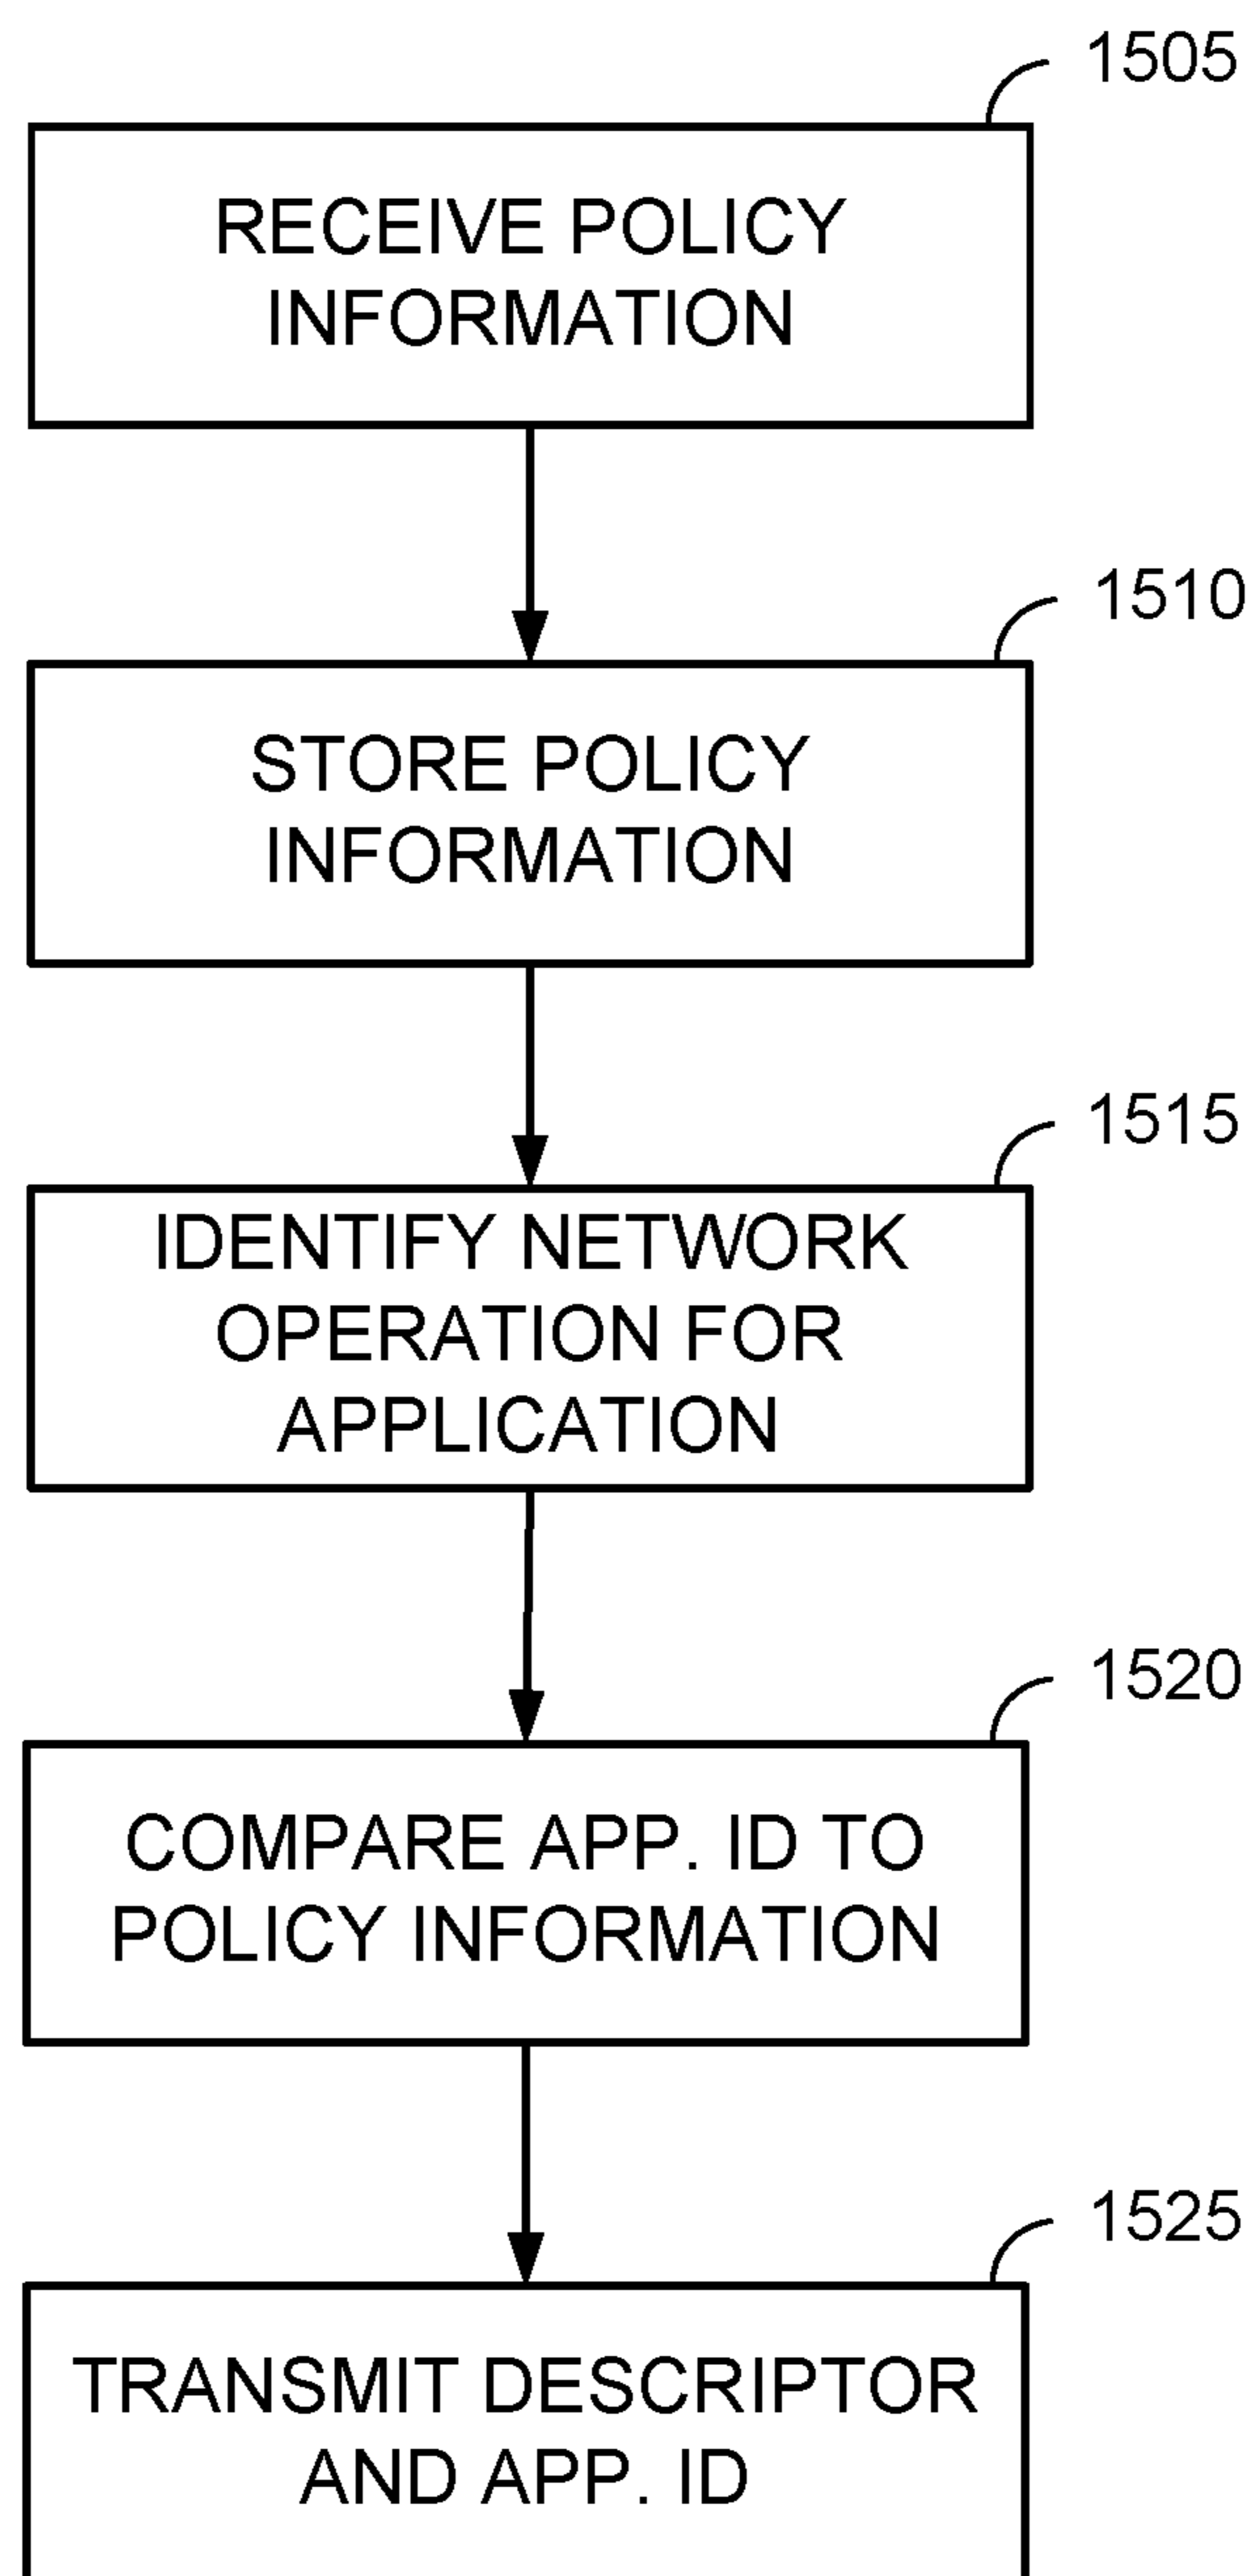 1505
RECEIVE POLICY
INFORMATION
1510
STORE POLICY
INFORMATION
1515
IDENTIFY NETWORK
OPERATION FOR
APPLICATION
1520
COMPARE APP. ID TO
POLICY INFORMATION
1525
TRANSMIT DESCRIPTOR
AND APP. ID